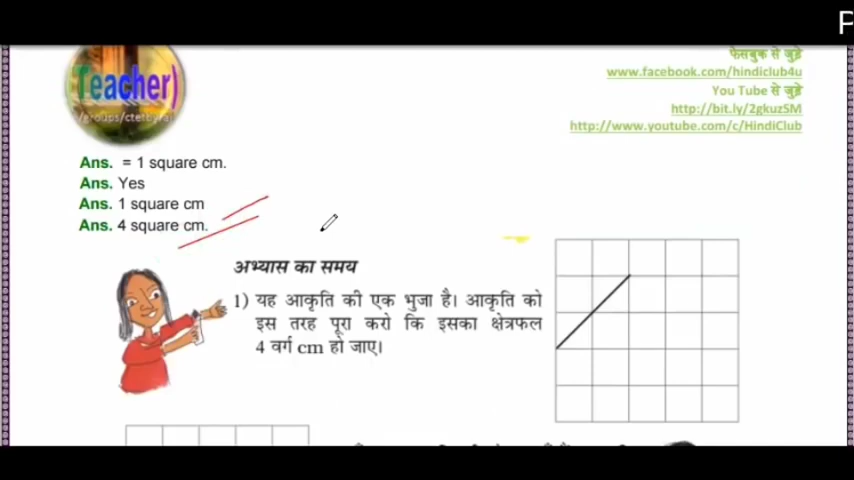 P
Teacher)
फेसबुक से जुड़े
www.facebook.com/hindiclub4u
You Tube से जुड़े
http://bit.ly/2gkuzSM
http://www.youtube.com/c/HindiClub
Ans. = 1 square cm.
Ans. Yes
Ans. 1 square cm
Ans. 4 square cm.
अभ्यास का समय
1) यह आकृति की एक भुजा है। आकृति को
इस तरह पूरा करो कि इसका क्षेत्रफल
4 वर्ग cm हो जाए।